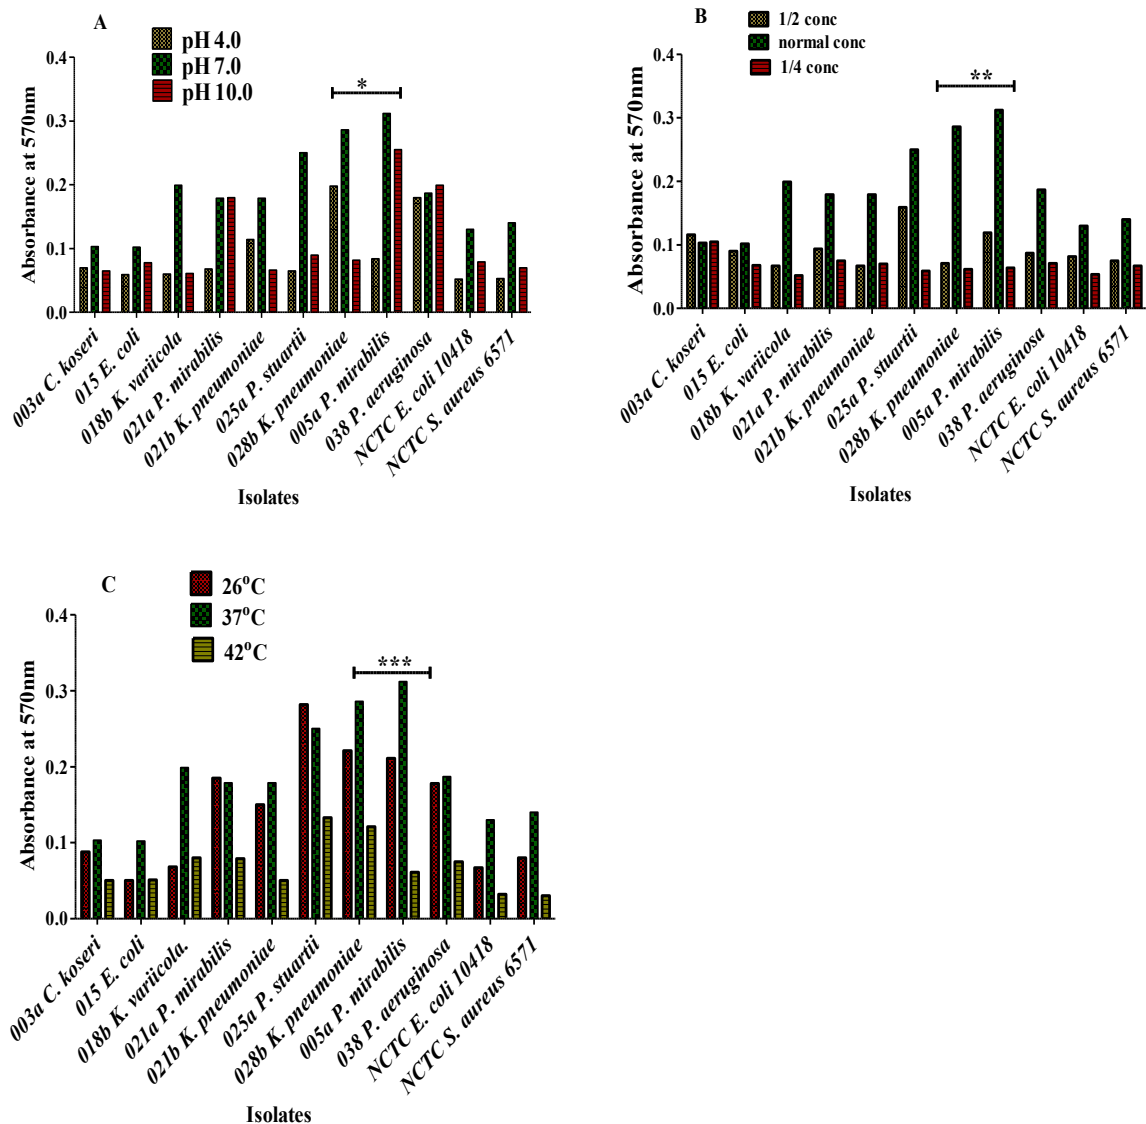 A
pH 4.0
pH 7.0
pH 10.0
*
Absorbance at 570nm
0.4
0.3
0.2
0.1
0.0
003a C. koseri
015 E. coli
018b K. variicola
021a P. mirabilis
021b K. pneumoniae
025a P. stuartii
028b K. pneumoniae
005a P. mirabilis
038 P. aeruginosa
NCTC E. coli 10418
NCTC S. aureus 6571
Isolates
B
1/2 conc
normal conc
1/4 conc
**
Absorbance at 570nm
0.4
0.3
0.2
0.1
0.0
003a C. koseri
015 E. coli
018b K. variicola
021a P. mirabilis
021b K. pneumoniae
025a P. stuartii
028b K. pneumoniae
005a P. mirabilis
038 P. aeruginosa
NCTC E. coli 10418
NCTC S. aureus 6571
Isolates
C
26°C
37°C
42°C
***
Absorbance at 570nm
0.4
0.3
0.2
0.1
0.0
003a C. koseri
015 E. coli
018b K. variicola.
021a P. mirabilis
021b K. pneumoniae
025a P. stuartii
028b K. pneumoniae
005a P. mirabilis
038 P. aeruginosa
NCTC E. coli 10418
NCTC S. aureus 6571
Isolates